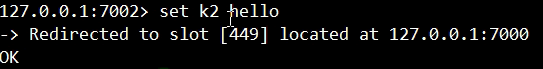 127.0.0.1:7002> set k2 hello
-> Redirected to slot [449] located at 127.0.0.1:7000
OK